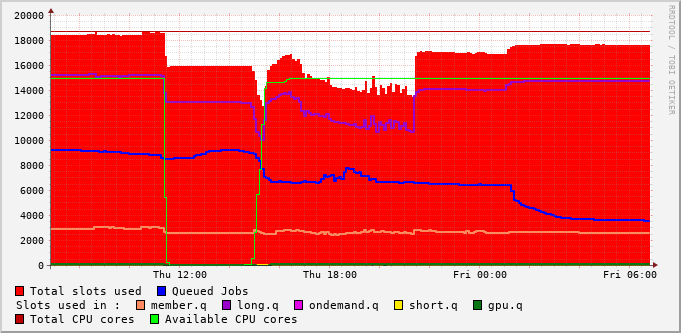 20000
18000
16000
14000
12000
10000
8000
6000
4000
2000
0
Thu 12:00 Thu 18:00 Fri 00:00 Fri 06:00
Total slots used Queued Jobs
Slots used in : member.q long.q ondemand.q short.q gpu.q
Total CPU cores Available CPU cores
RRDTOOL / TOBI OETIKER